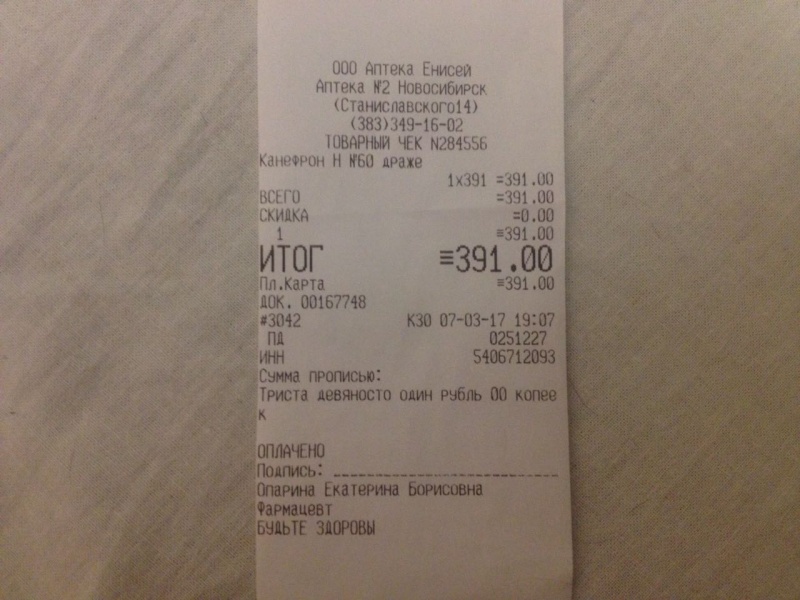 ООО Аптека Енисей
Аптека №2 Новосибирск
(Станиславского14)
(383)349-16-02
ТОВАРНЫЙ ЧЕК N284556
Канефрон Н №60 драже
1x391 =391.00
ВСЕГО =391.00
СКИДКА =0.00
1 ≡391.00
ИТОГ ≡391.00
Пл.Карта ≡391.00
ДОК. 00167748
#3042 К30 07-03-17 19:07
ПД 0251227
ИНН 5406712093
Сумма прописью:
Триста девяносто один рубль 00 копее
к
ОПЛАЧЕНО
Подпись: ____________________
Опарина Екатерина Борисовна
Фармацевт
БУДЬТЕ ЗДОРОВЫ